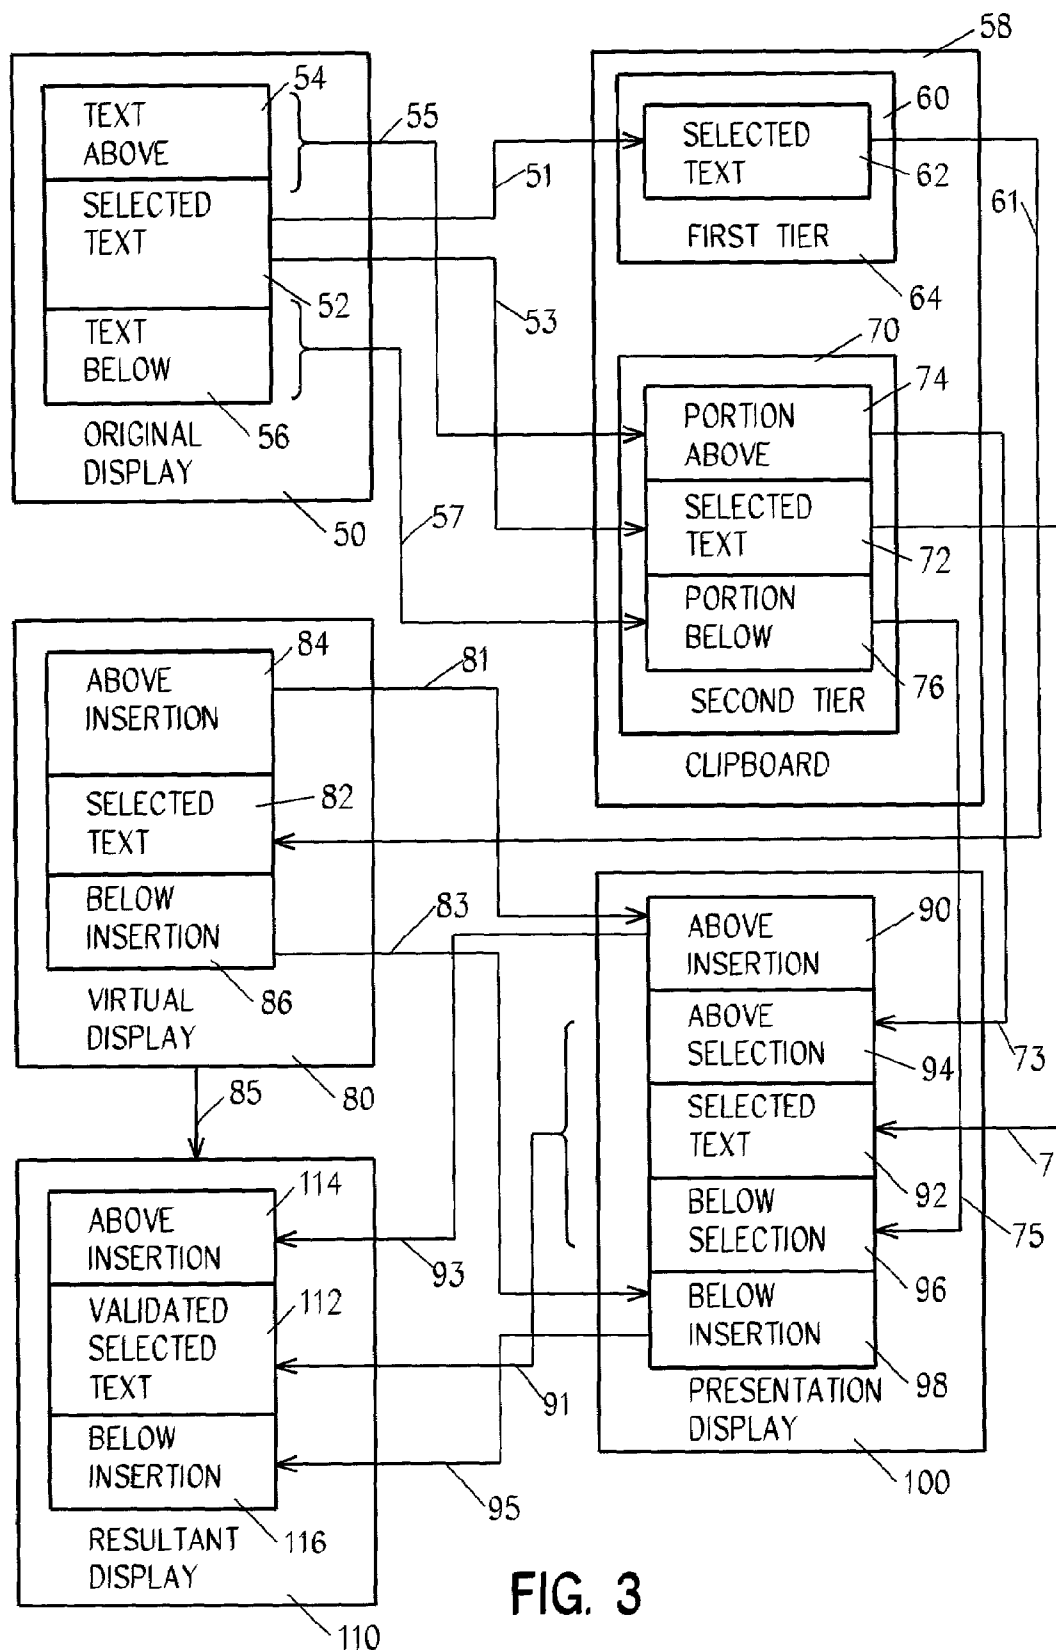 54
TEXT
ABOVE
55
SELECTED
TEXT
52
TEXT
BELOW
56
ORIGINAL
DISPLAY
50
51
53
57
58
60
SELECTED
TEXT
62
FIRST TIER
64
61
70
74
PORTION
ABOVE
SELECTED
TEXT
72
PORTION
BELOW
76
SECOND TIER
CLIPBOARD
84
ABOVE
INSERTION
81
SELECTED
TEXT
82
BELOW
INSERTION
83
86
VIRTUAL
DISPLAY
80
85
90
ABOVE
INSERTION
ABOVE
SELECTION
94
73
SELECTED
TEXT
92
7
BELOW
SELECTION
96
75
BELOW
INSERTION
98
PRESENTATION
DISPLAY
100
114
ABOVE
INSERTION
93
VALIDATED
SELECTED
TEXT
112
91
BELOW
INSERTION
116
95
RESULTANT
DISPLAY
110
FIG. 3